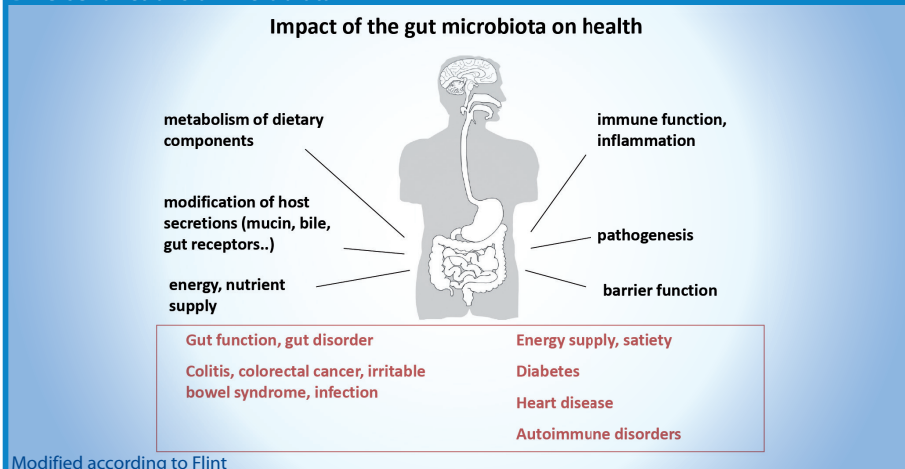 Impact of the gut microbiota on health
metabolism of dietary
components
modification of host
secretions (mucin, bile,
gut receptors..)
energy, nutrient
supply
immune function,
inflammation
pathogenesis
barrier function
Gut function, gut disorder
Colitis, colorectal cancer, irritable
bowel syndrome, infection
Energy supply, satiety
Diabetes
Heart disease
Autoimmune disorders
Modified according to Flint